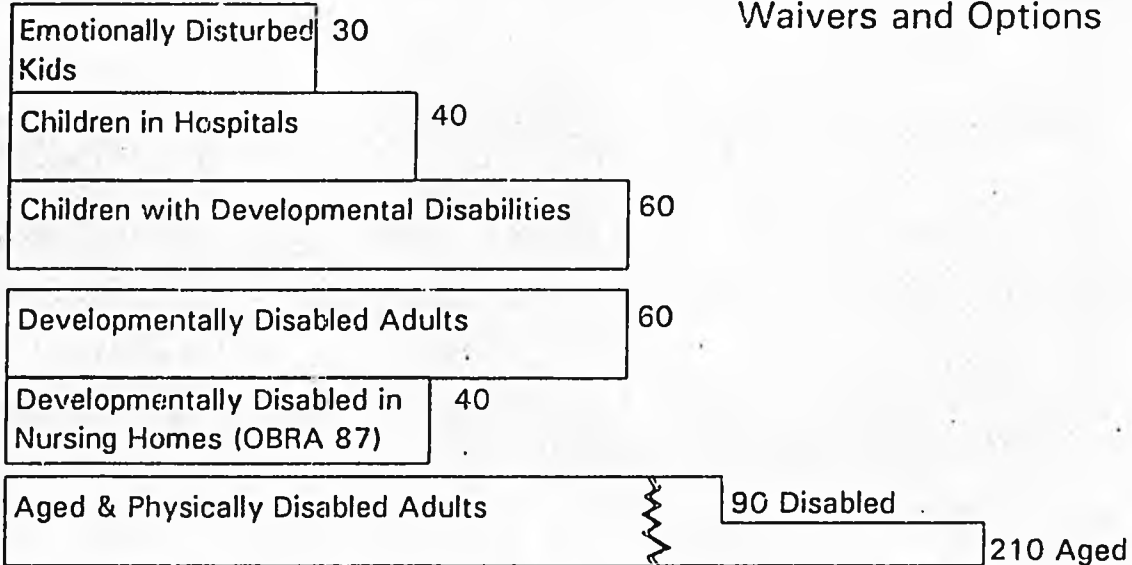 Waivers and Options
Emotionally Disturbed 30
Kids
Children in Hospitals 40
Children with Developmental Disabilities 60
Developmentally Disabled Adults 60
Developmentally Disabled in 40
Nursing Homes (OBRA 87)
Aged & Physically Disabled Adults 90 Disabled
210 Aged